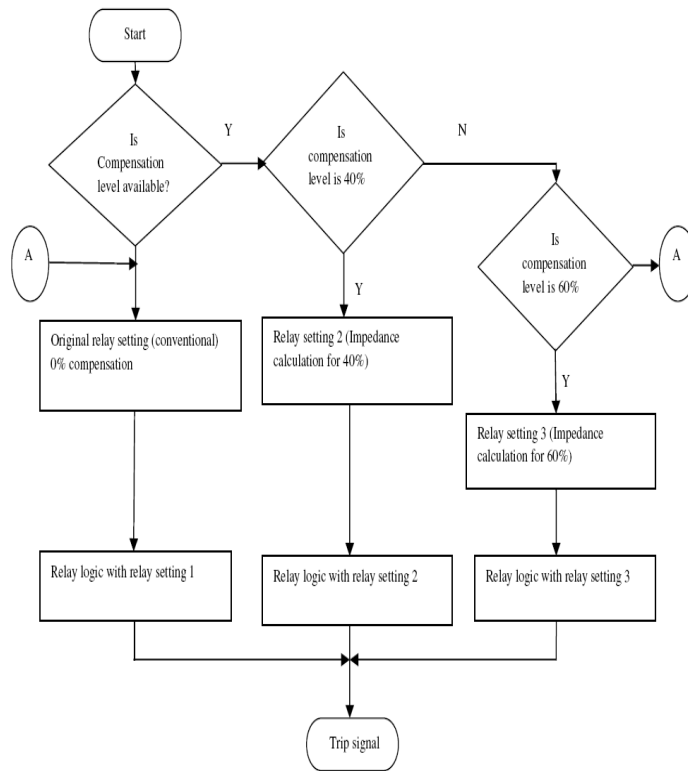 Start
Is
Compensation
level available?
Y
Is
compensation
level is 40%
N
Is
compensation
level is 60%
A
A
Y
Original relay setting (conventional)
0% compensation
Relay setting 2 (Impedance
calculation for 40%)
Y
Relay setting 3 (Impedance
calculation for 60%)
Relay logic with relay setting 1
Relay logic with relay setting 2
Relay logic with relay setting 3
Trip signal